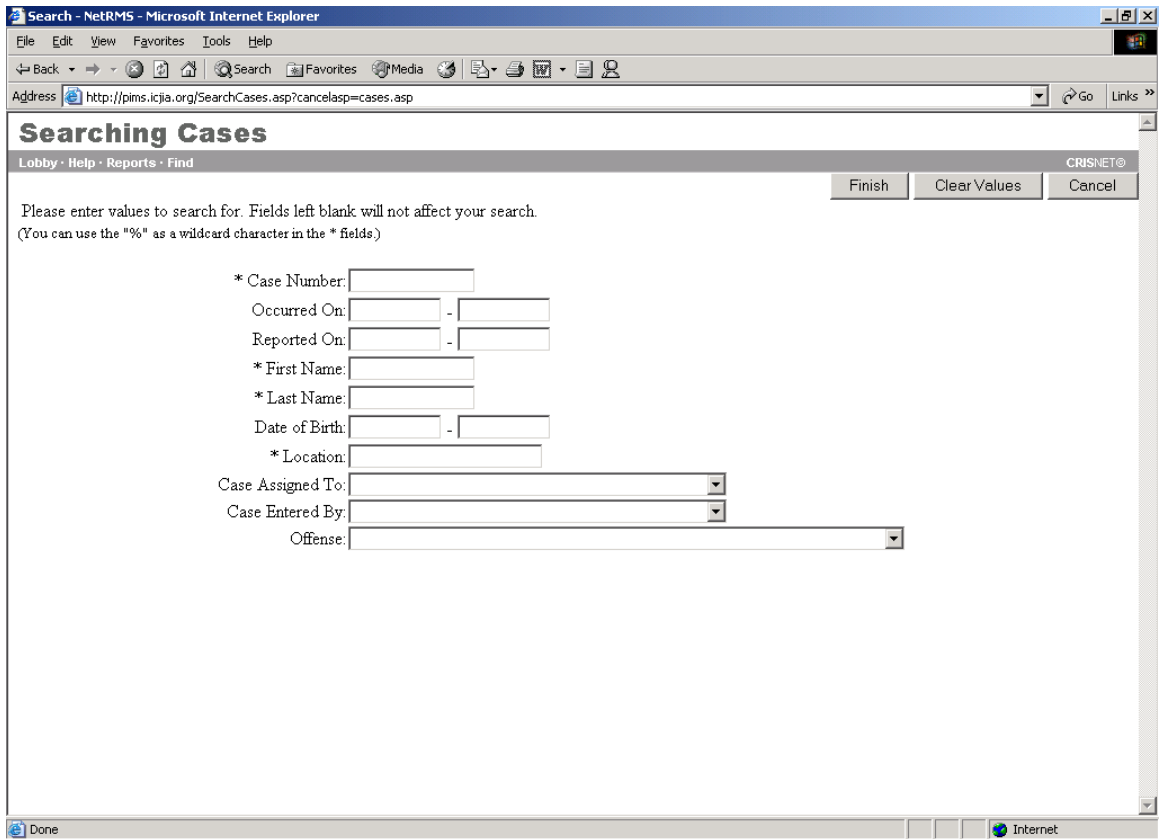 Search - NetRMS - Microsoft Internet Explorer
File Edit View Favorites Tools Help
Back Search Favorites Media
Address http://pims.icjia.org/SearchCases.asp?cancelasp=cases.asp Go Links »
Searching Cases
Lobby · Help · Reports · Find CRISNET©
Finish Clear Values Cancel
Please enter values to search for. Fields left blank will not affect your search.
(You can use the "%" as a wildcard character in the * fields.)
* Case Number:
Occurred On: -
Reported On: -
* First Name:
* Last Name:
Date of Birth: -
* Location:
Case Assigned To:
Case Entered By:
Offense:
Done Internet